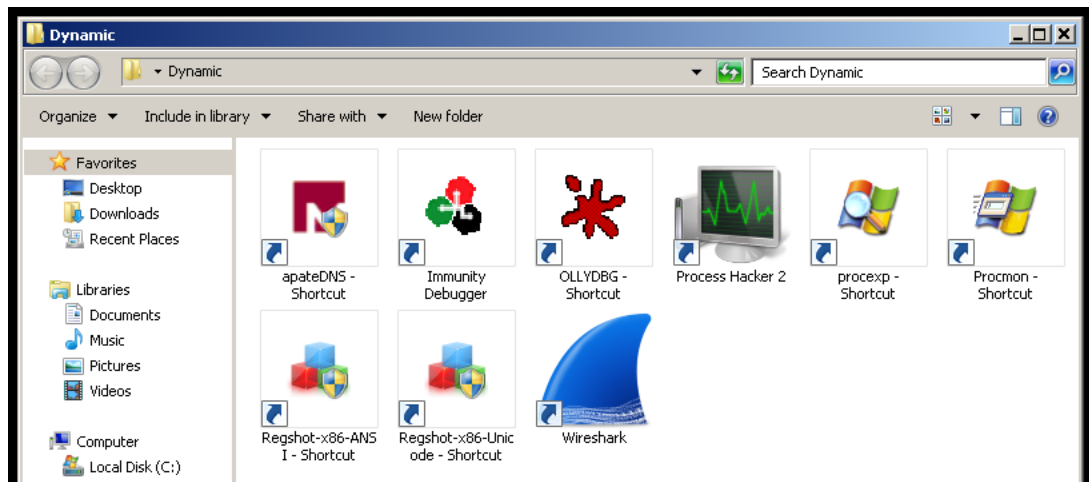 Dynamic
Dynamic
Search Dynamic
Organize
Include in library
Share with
New folder
Favorites
Desktop
Downloads
Recent Places
Libraries
Documents
Music
Pictures
Videos
Computer
Local Disk (C:)
apateDNS -
Shortcut
Immunity
Debugger
OLLYDBG -
Shortcut
Process Hacker 2
procexp -
Shortcut
Procmon -
Shortcut
Regshot-x86-ANS
I - Shortcut
Regshot-x86-Unic
ode - Shortcut
Wireshark